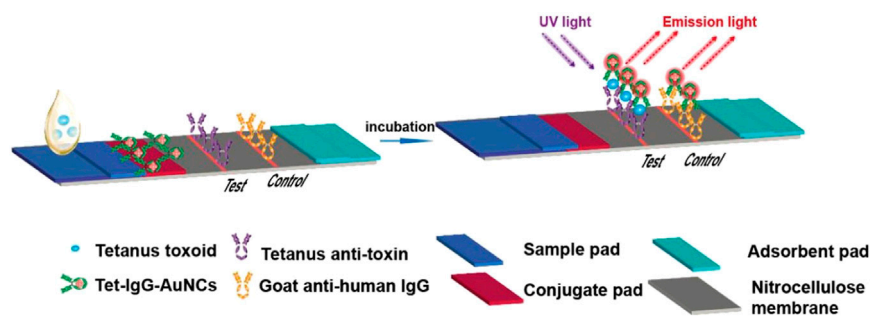 UV light
Emission light
incubation
Test
Control
Test
Control
Tetanus toxoid
Tetanus anti-toxin
Sample pad
Adsorbent pad
Tet-IgG-AuNCs
Goat anti-human IgG
Conjugate pad
Nitrocellulose
membrane